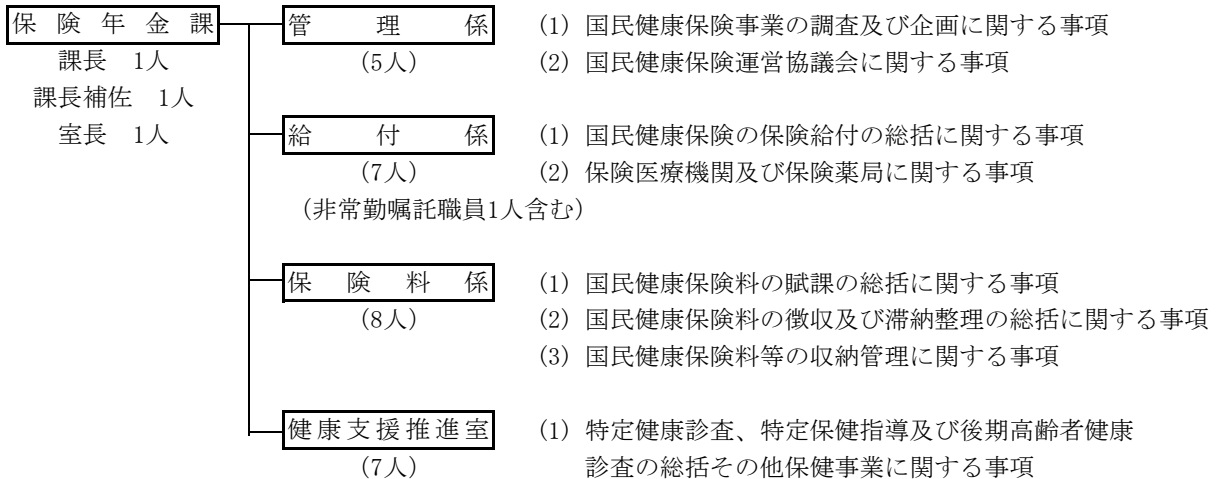 保険年金課
課長 1人
課長補佐 1人
室長 1人
管理係
(5人)
(1) 国民健康保険事業の調査及び企画に関する事項
(2) 国民健康保険運営協議会に関する事項
給付係
(7人)
(非常勤嘱託職員1人含む)
(1) 国民健康保険の保険給付の総括に関する事項
(2) 保険医療機関及び保険薬局に関する事項
保険料係
(8人)
(1) 国民健康保険料の賦課の総括に関する事項
(2) 国民健康保険料の徴収及び滞納整理の総括に関する事項
(3) 国民健康保険料等の収納管理に関する事項
健康支援推進室
(7人)
(1) 特定健康診査、特定保健指導及び後期高齢者健康
診査の総括その他保健事業に関する事項